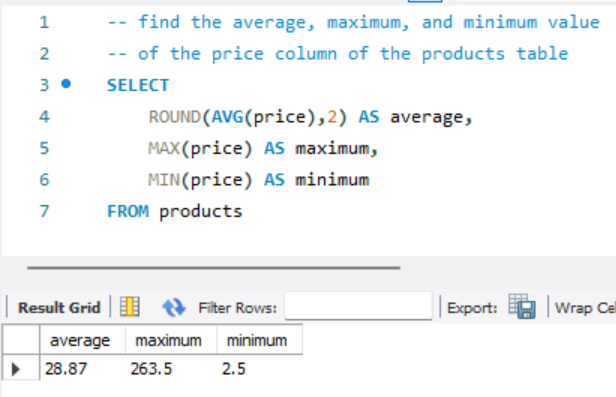 1 -- find the average, maximum, and minimum value
2 -- of the price column of the products table
3 SELECT
4 ROUND(AVG(price),2) AS average,
5 MAX(price) AS maximum,
6 MIN(price) AS minimum
7 FROM products
Result Grid Filter Rows: Export: Wrap Cel
average maximum minimum
28.87 263.5 2.5